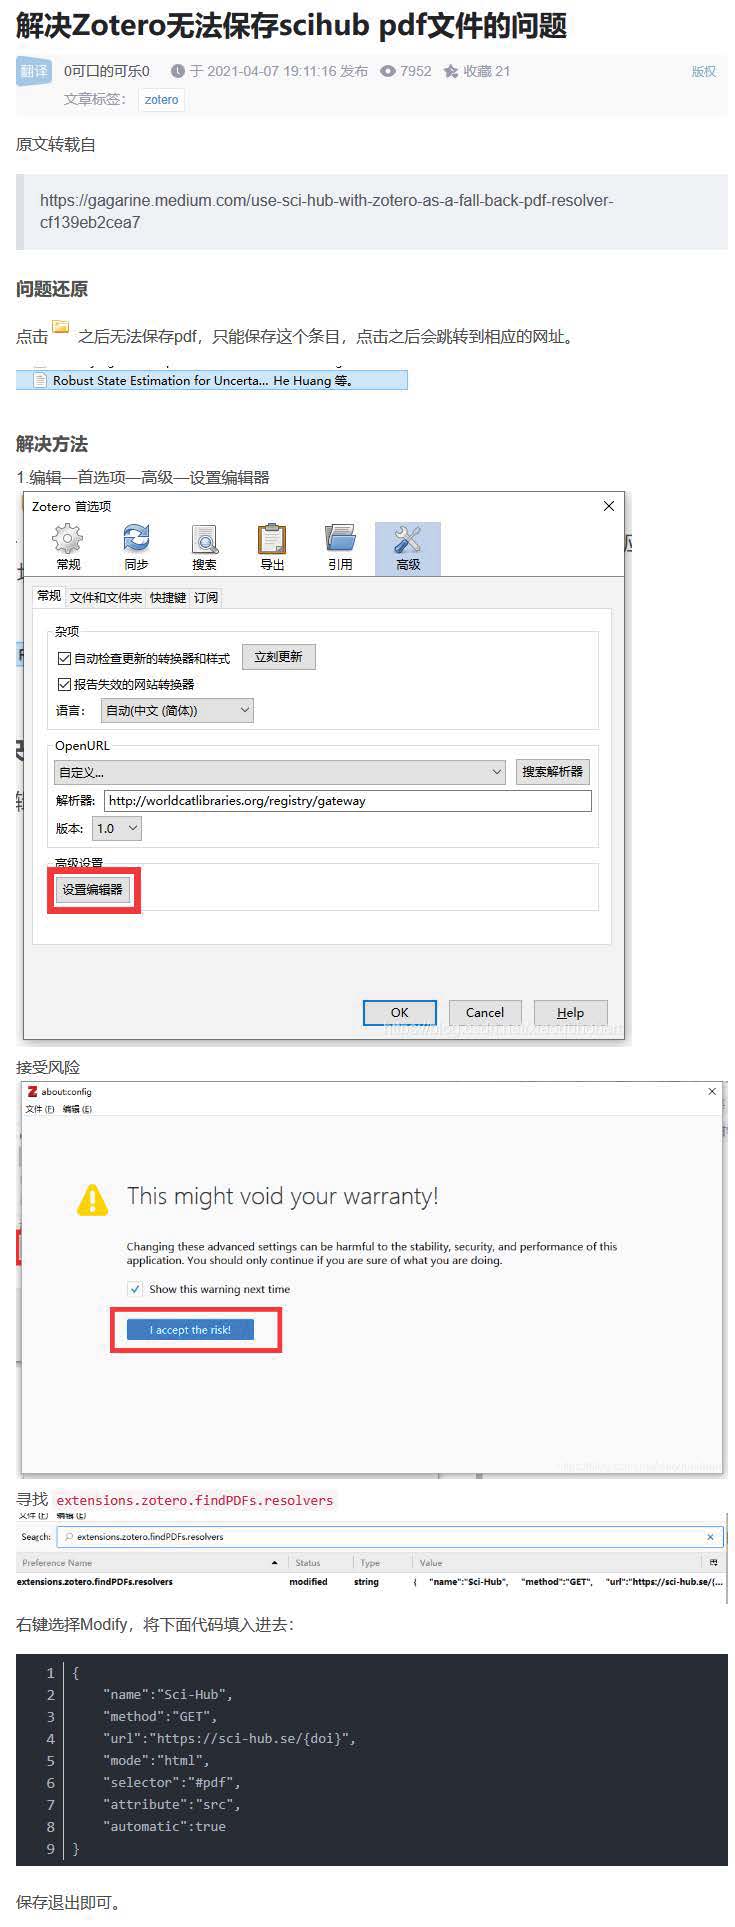 解决Zotero无法保存scihub pdf文件的问题
翻译 0可口的可乐0 于 2021-04-07 19:11:16 发布 7952 收藏 21 版权
文章标签： zotero
原文转载自
https://gagarine.medium.com/use-sci-hub-with-zotero-as-a-fall-back-pdf-resolver-
cf139eb2cea7
问题还原
点击 之后无法保存pdf，只能保存这个条目，点击之后会跳转到相应的网址。
Robust State Estimation for Uncerta... He Huang 等。
解决方法
1.编辑—首选项—高级—设置编辑器
Zotero 首选项
常规 同步 搜索 导出 引用 高级
常规 文件和文件夹 快捷键 订阅
杂项
自动检查更新的转换器和样式 立刻更新
报告失效的网站转换器
语言： 自动(中文 (简体))
OpenURL
自定义... 搜索解析器
解析器: http://worldcatlibraries.org/registry/gateway
版本: 1.0
高级设置
设置编辑器
OK Cancel Help
接受风险
Z about:config
文件 (F) 编辑 (E)
This might void your warranty!
Changing these advanced settings can be harmful to the stability, security, and performance of this
application. You should only continue if you are sure of what you are doing.
Show this warning next time
I accept the risk!
寻找 extensions.zotero.findPDFs.resolvers
文件 (F) 编辑 (E)
Search: extensions.zotero.findPDFs.resolvers
Preference Name Status Type Value
extensions.zotero.findPDFs.resolvers modified string { "name":"Sci-Hub", "method":"GET", "url":"https://sci-hub.se/{...
右键选择Modify，将下面代码填入进去：
1 {
2 "name":"Sci-Hub",
3 "method":"GET",
4 "url":"https://sci-hub.se/{doi}",
5 "mode":"html",
6 "selector":"#pdf",
7 "attribute":"src",
8 "automatic":true
9 }
保存退出即可。